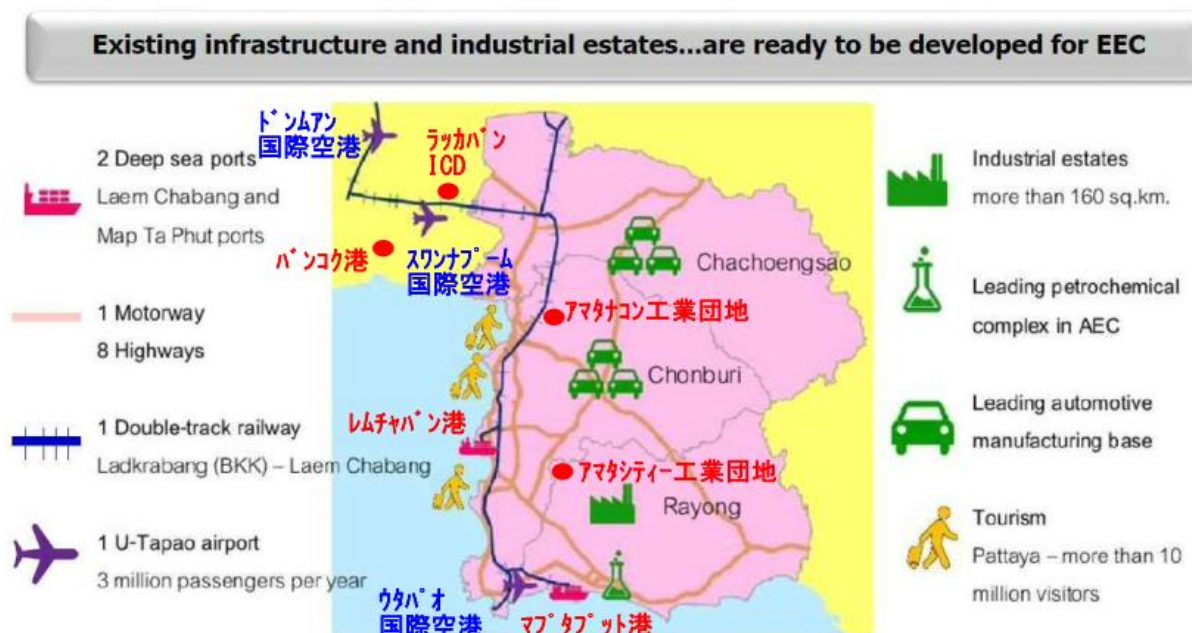 Existing infrastructure and industrial estates...are ready to be developed for EEC
2 Deep sea ports
Laem Chabang and
Map Ta Phut ports
1 Motorway
8 Highways
1 Double-track railway
Ladkrabang (BKK) – Laem Chabang
1 U-Tapao airport
3 million passengers per year
ﾄﾞﾝﾑｱﾝ
国際空港
ﾗｯｶﾊﾞﾝ
ICD
ﾊﾞﾝｺｸ港
ｽﾜﾝﾅﾌﾟｰﾑ
国際空港
Chachoengsao
ｱﾏﾀﾅｺﾝ工業団地
Chonburi
ﾚﾑﾁｬﾊﾞﾝ港
ｱﾏﾀｼﾃｨｰ工業団地
Rayong
ｳﾀﾊﾟｵ
国際空港
ﾏﾌﾟﾀﾌﾟｯﾄ港
Industrial estates
more than 160 sq.km.
Leading petrochemical
complex in AEC
Leading automotive
manufacturing base
Tourism
Pattaya – more than 10
million visitors